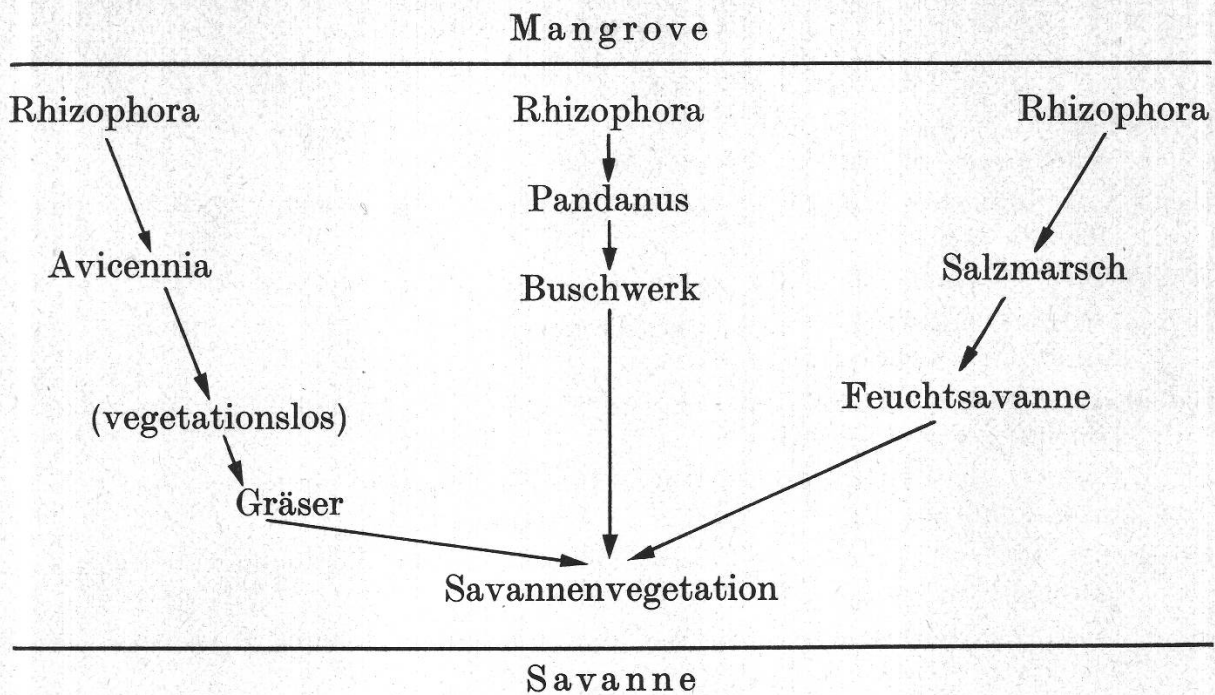 Mangrove
Rhizophora Rhizophora Rhizophora
Pandanus
Avicennia Salzmarsch
Buschwerk
Feuchtsavanne
(vegetationslos)
Gräser
Savannenvegetation
Savanne